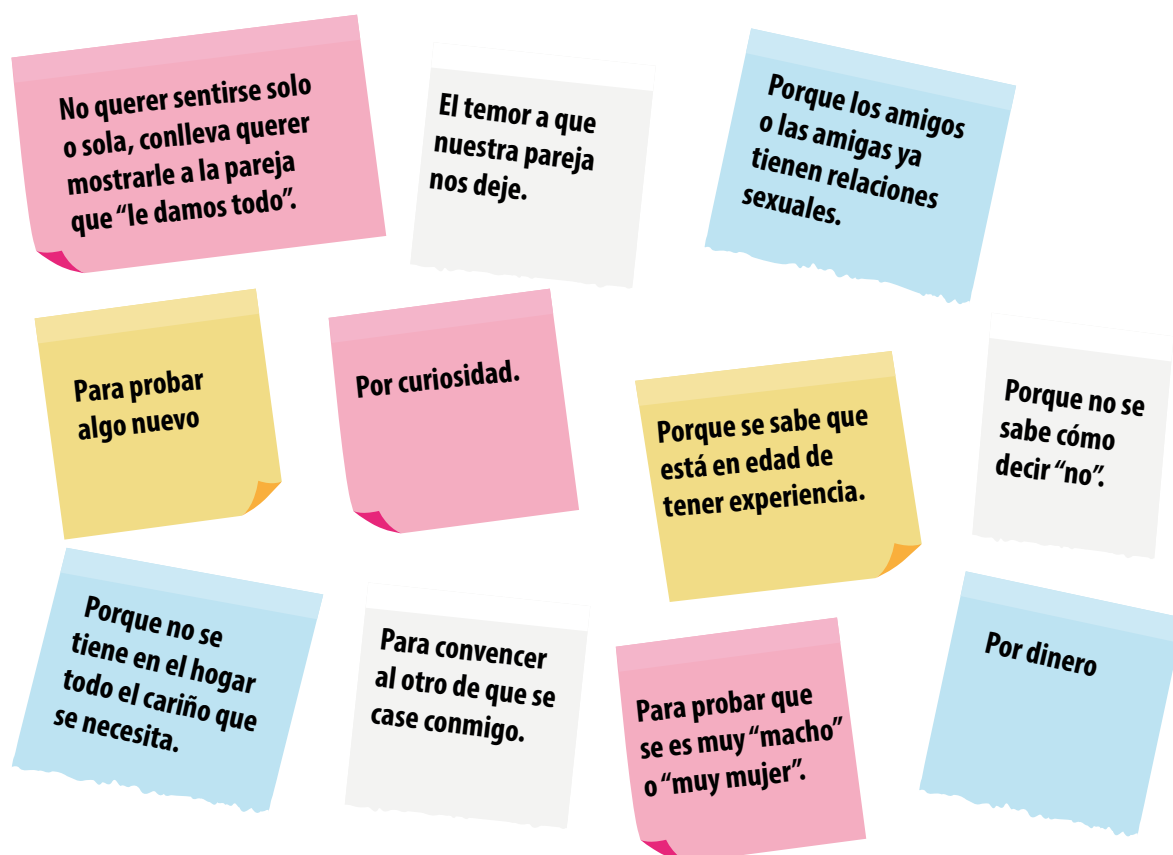 No querer sentirse solo
o sola, conlleva querer
mostrarle a la pareja
que “le damos todo”.
El temor a que
nuestra pareja
nos deje.
Porque los amigos
o las amigas ya
tienen relaciones
sexuales.
Para probar
algo nuevo
Por curiosidad.
Porque se sabe que
está en edad de
tener experiencia.
Porque no se
sabe cómo
decir “no”.
Porque no se
tiene en el hogar
todo el cariño que
se necesita.
Para convencer
al otro de que se
case conmigo.
Para probar que
se es muy “macho”
o “muy mujer”.
Por dinero